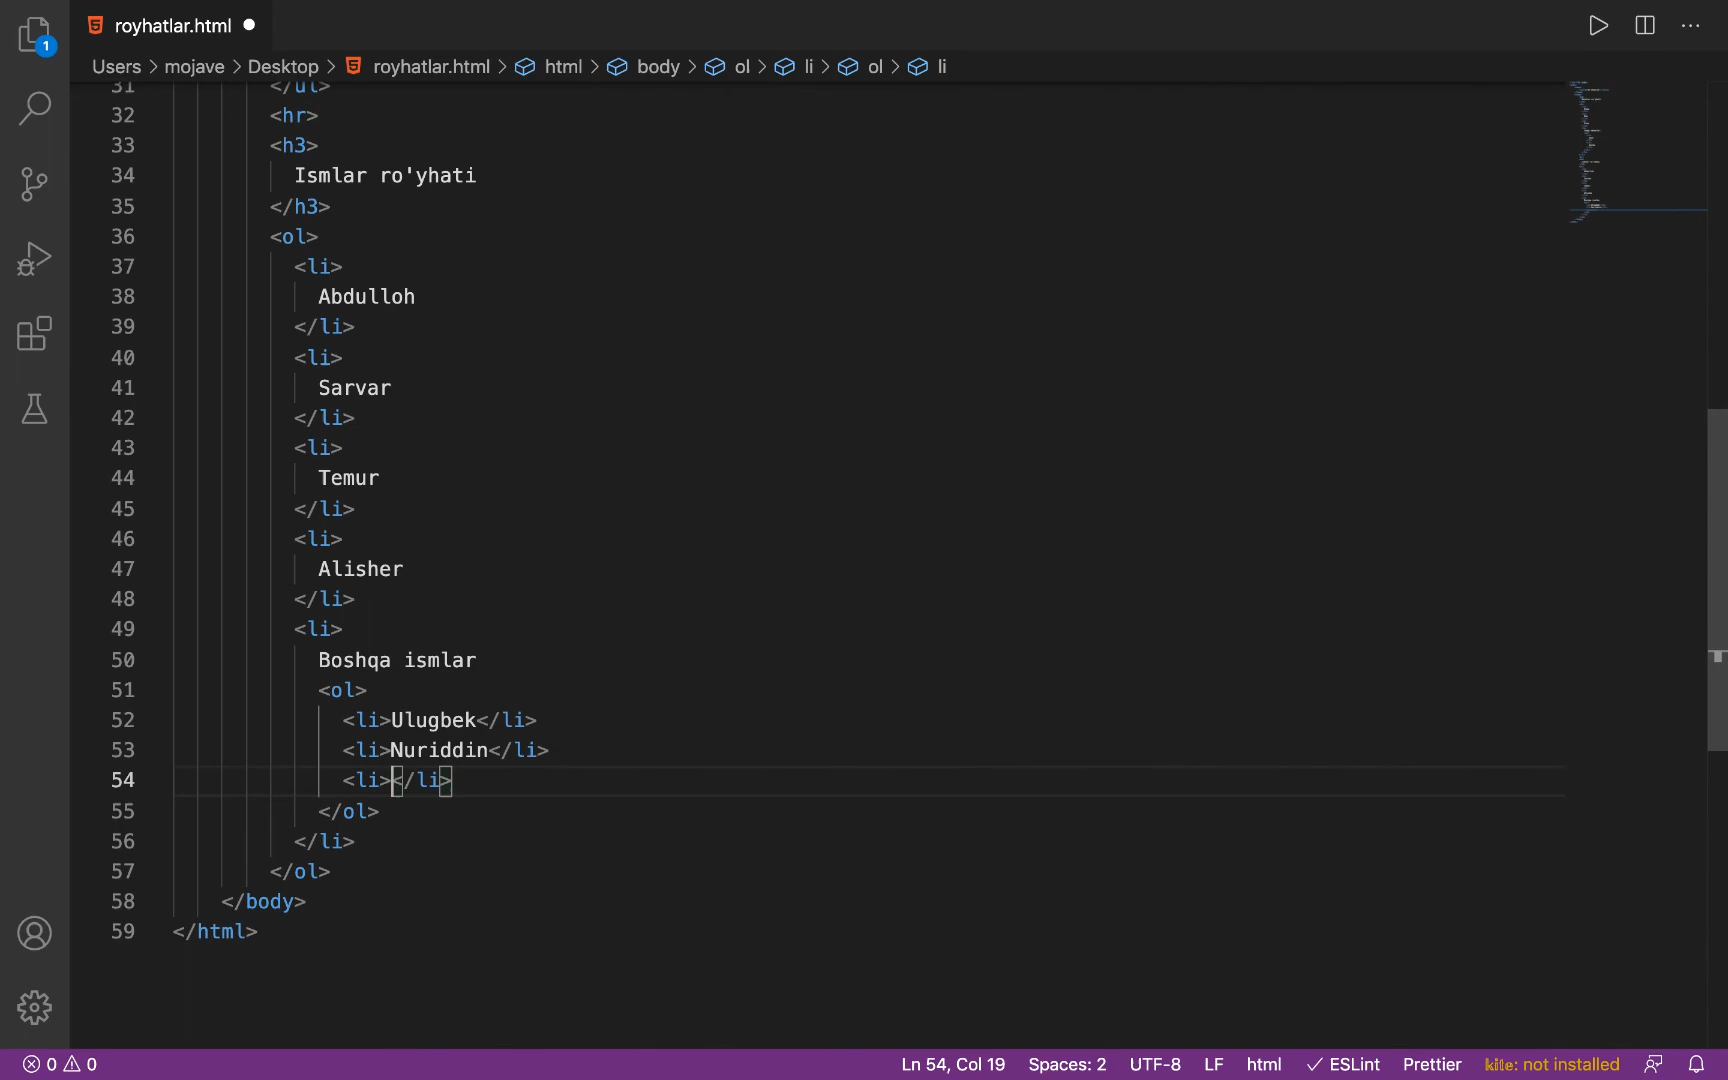 royhatlar.html
1
Users > mojave > Desktop > royhatlar.html > html > body > ol > li > ol > li
31 </ul>
32 <hr>
33 <h3>
34 Ismlar ro'yhati
35 </h3>
36 <ol>
37 <li>
38 Abdulloh
39 </li>
40 <li>
41 Sarvar
42 </li>
43 <li>
44 Temur
45 </li>
46 <li>
47 Alisher
48 </li>
49 <li>
50 Boshqa ismlar
51 <ol>
52 <li>Ulugbek</li>
53 <li>Nuriddin</li>
54 <li></li>
55 </ol>
56 </li>
57 </ol>
58 </body>
59 </html>
0 0 Ln 54, Col 19 Spaces: 2 UTF-8 LF html ESLint Prettier kite: not installed